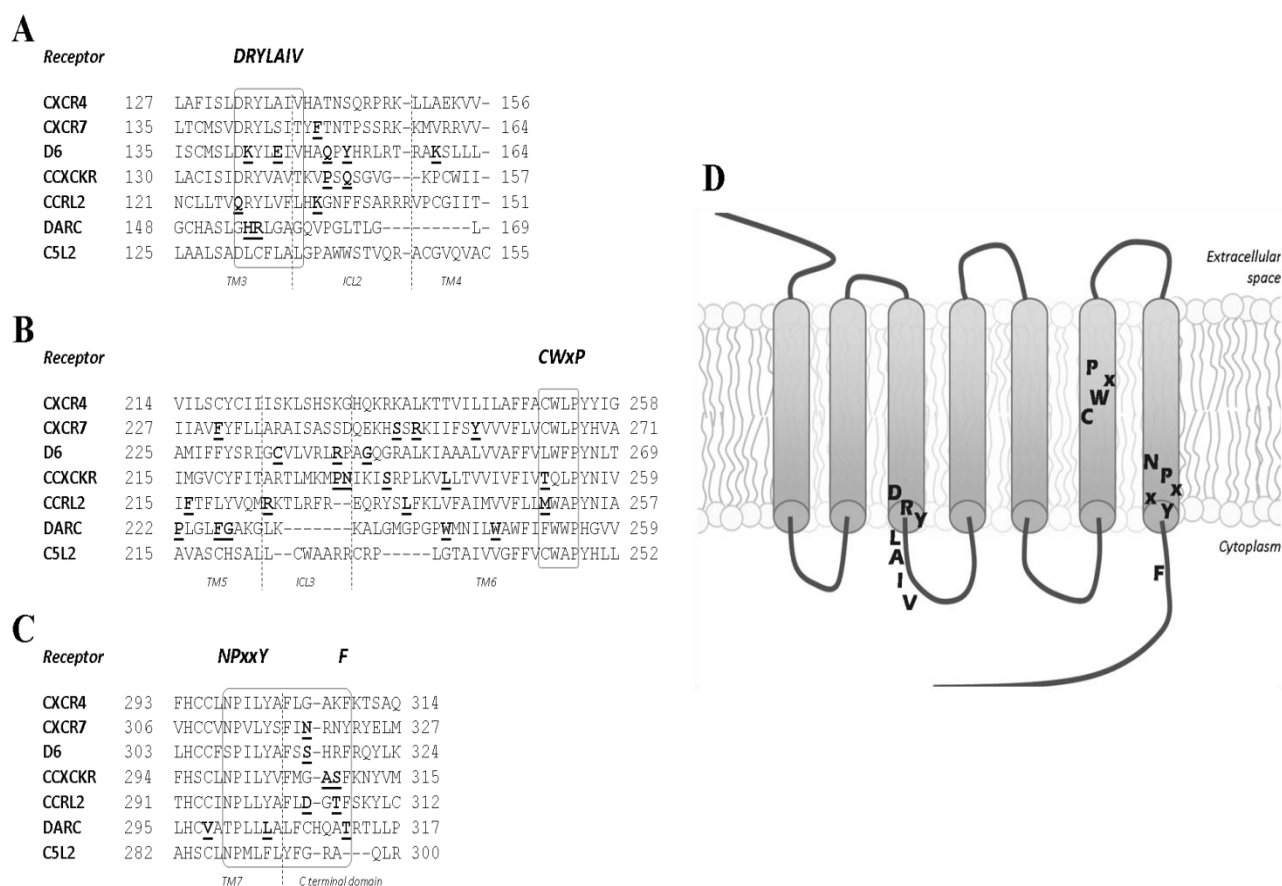 A
Receptor DRYLAIV
CXCR4 127 LAFISLDRYLAIVHATNSQRPRK-LLAEKVV- 156
CXCR7 135 LTCMSVDRYLSITYFTNTPSSRK-KMVRRVV- 164
D6 135 ISCMSLDKYLEIVHAQPYHRLRT-RAKSLLL- 164
CCXCKR 130 LACISIDRYVAVTKVPSQSGVG--KPCWII- 157
CCRL2 121 NCLLTVQRYLVFLHKGNFFSARRRVPCGIIT- 151
DARC 148 GCHASLGHRLGAGQVPGLTLG---------L- 169
C5L2 125 LAALSADLCFLALGPAWWSTVQR-ACGVQVAC 155
TM3 ICL2 TM4
B
Receptor CWxP
CXCR4 214 VILSCYCIIISKLSHSKGHQKRKALKTTVILILAFFACWLPYYIG 258
CXCR7 227 IIAVFYFLLARAISASSDQEKHSSRKIIFSYVVVFLVCWLPYHVA 271
D6 225 AMIFFYSRIGCVLVRLRPAGQGRALKIAAALVVAFFVLWFPYNLT 269
CCXCKR 215 IMGVCYFITARTLMKMPNIKISRPLKVLLTVVIVFIVTQLPYNIV 259
CCRL2 215 IFTFLYVQMRKTLRFR--EQRYSLFKLVFAIMVVFLLMWAPYNIA 257
DARC 222 PLGLFGAKGLK------KALGMGPGPWMNILWAWFIFWWPHGVV 259
C5L2 215 AVASCHSALL--CWAARRCRP-----LGTAIVVGFFVCWAPYHLL 252
TM5 ICL3 TM6
C
Receptor NPxxY F
CXCR4 293 FHCCLNPILYAFLG-AKFKTSAQ 314
CXCR7 306 VHCCVNPVLYSFIN-RNYRYELM 327
D6 303 LHCCFSPILYAFSS-HRFRQYLK 324
CCXCKR 294 FHSCLNPILYVFMG-ASFKNYVM 315
CCRL2 291 THCCINPLLYAFLD-GTFSKYLC 312
DARC 295 LHCVATPLLLALFCHQATRTLLP 317
C5L2 282 AHSCLNPMLFLYFG-RA---QLR 300
TM7 C terminal domain
D
Extracellular
space
P
x
W
C
N
P
x
x
Y
D
R
Y
L
A
I
V
F
Cytoplasm